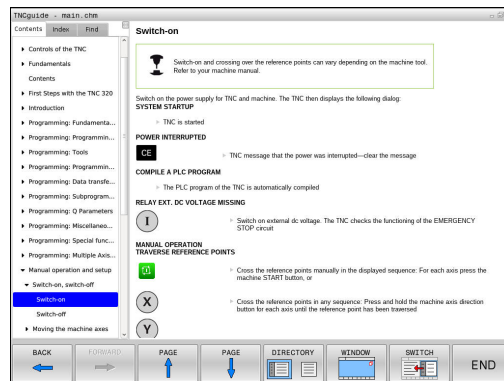 TNCguide - main.chm
Contents Index Find
Controls of the TNC
Fundamentals
Contents
First Steps with the TNC 320
Introduction
Programming: Fundamenta...
Programming: Programmin...
Programming: Tools
Programming: Programmin...
Programming: Data transfe...
Programming: Subprogram...
Programming: Q Parameters
Programming: Miscellaneo...
Programming: Special func...
Programming: Multiple Axis...
Manual operation and setup
Switch-on, switch-off
Switch-on
Switch-off
Moving the machine axes
Switch-on
Switch-on and crossing over the reference points can vary depending on the machine tool.
Refer to your machine manual.
Switch on the power supply for TNC and machine. The TNC then displays the following dialog:
SYSTEM STARTUP
TNC is started
POWER INTERRUPTED
CE
TNC message that the power was interrupted—clear the message
COMPILE A PLC PROGRAM
The PLC program of the TNC is automatically compiled
RELAY EXT. DC VOLTAGE MISSING
I
Switch on external dc voltage. The TNC checks the functioning of the EMERGENCY
STOP circuit
MANUAL OPERATION
TRAVERSE REFERENCE POINTS
Cross the reference points manually in the displayed sequence: For each axis press the
machine START button, or
X
Cross the reference points in any sequence: Press and hold the machine axis direction
button for each axis until the reference point has been traversed
Y
BACK FORWARD PAGE PAGE DIRECTORY WINDOW SWITCH END